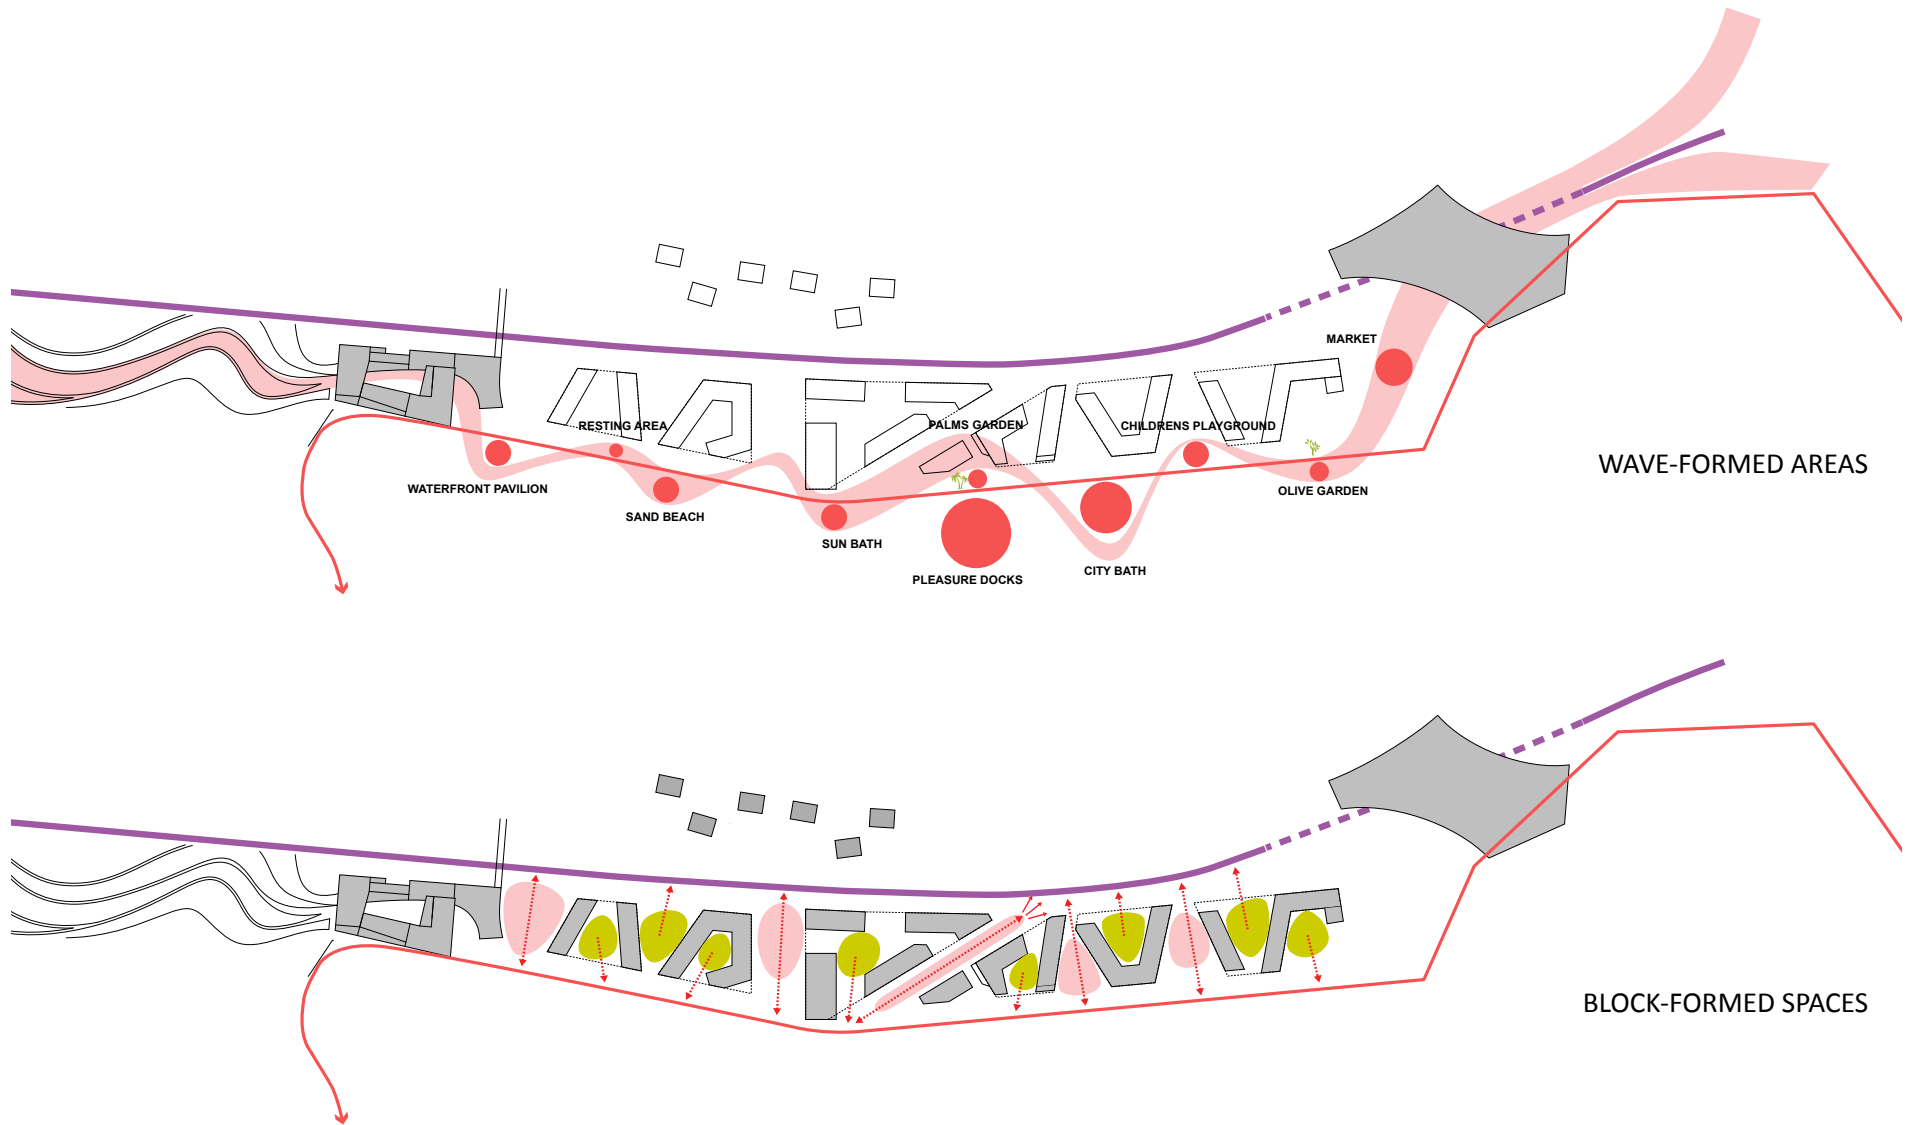 MARKET
RESTING AREA
PALMS GARDEN
CHILDRENS PLAYGROUND
WAVE-FORMED AREAS
WATERFRONT PAVILION
OLIVE GARDEN
SAND BEACH
SUN BATH
CITY BATH
PLEASURE DOCKS
BLOCK-FORMED SPACES